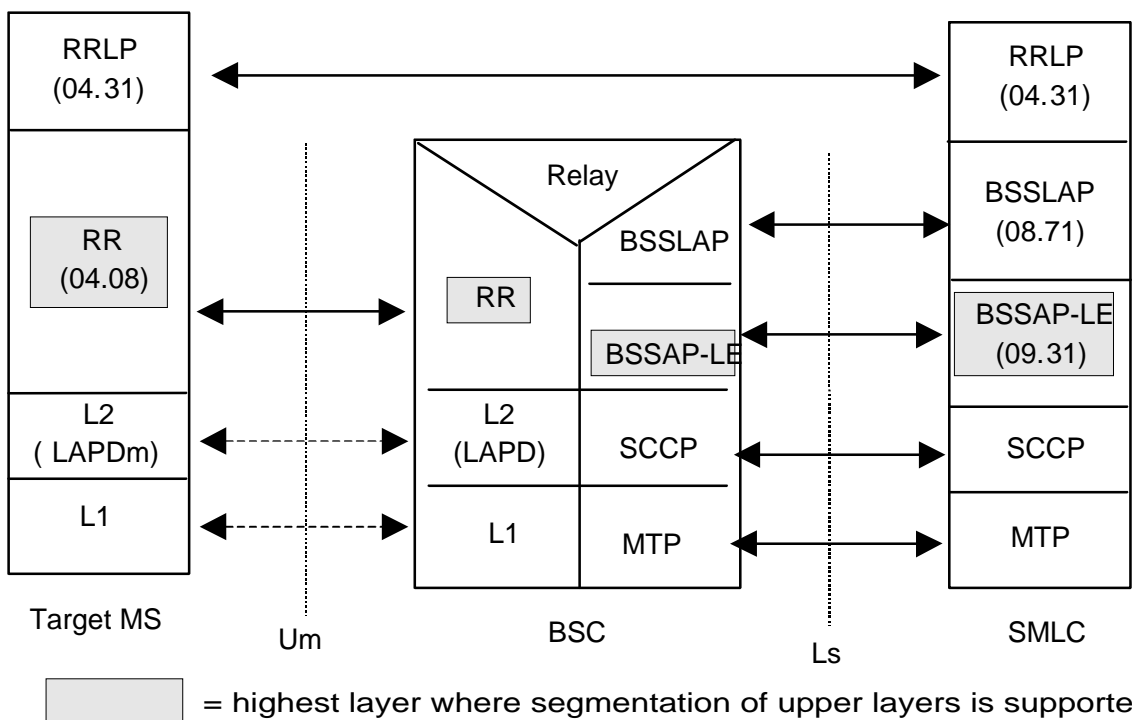 RRLP
(04.31)
RR
(04.08)
L2
( LAPDm)
L1
Target MS
Um
Relay
RR
BSSLAP
BSSAP-LE
L2
(LAPD)
SCCP
L1
MTP
BSC
Ls
RRLP
(04.31)
BSSLAP
(08.71)
BSSAP-LE
(09.31)
SCCP
MTP
SMLC
= highest layer where segmentation of upper layers is supporte